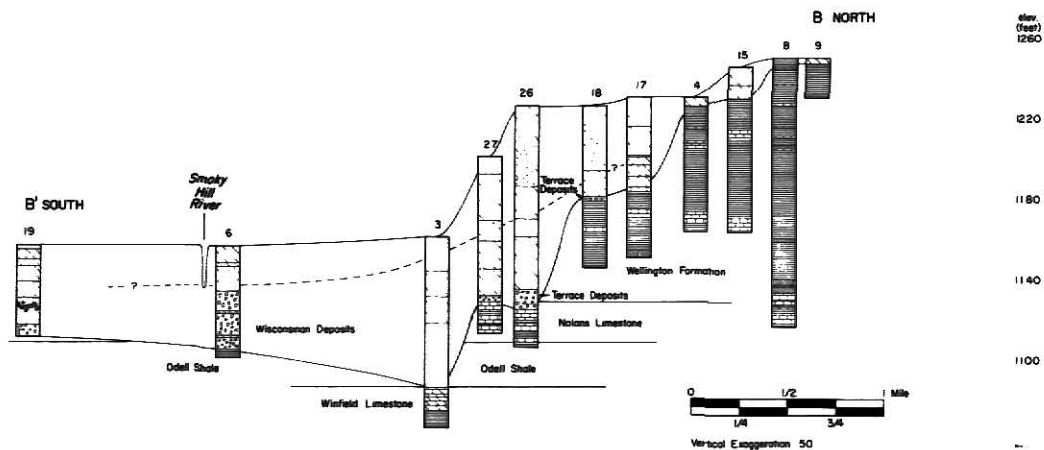 B NORTH
elev.
(feet)
1260
15
8
9
26
18
17
4
1220
27
Terrace
Deposits
?
Smoky
Hill
River
B' SOUTH
1180
19
6
3
Wellington Formation
?
Terrace Deposits
1140
Wisconsinan Deposits
Nolans Limestone
Odell Shale
Odell Shale
1100
Winfield Limestone
0
1/2
1 Mile
1/4
3/4
Vertical Exaggeration 50